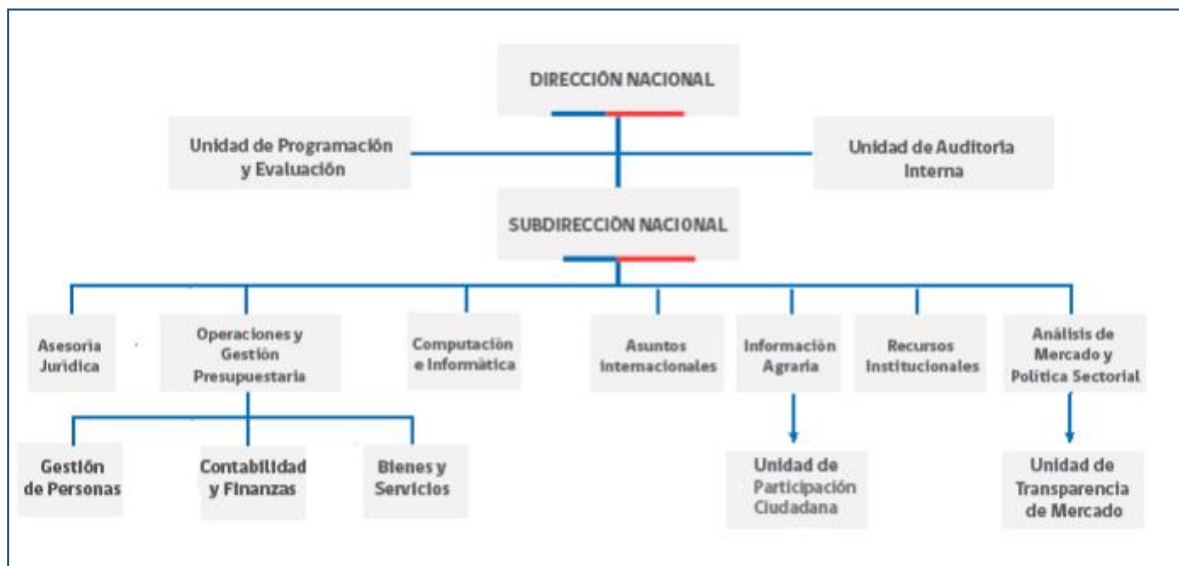 DIRECCIÓN NACIONAL
Unidad de Programación
y Evaluación
Unidad de Auditoria
Interna
SUBDIRECCIÓN NACIONAL
Asesoria
Jurídica
Operaciones y
Gestión
Presupuestaria
Computación
e Informàtica
Asuntos
internacionales
Información
Agraria
Recursos
Institucionales
Análisis de
Mercado y
Política Sectorial
Gestión
de Personas
Contabilidad
y Finanzas
Bienes y
Servicios
Unidad de
Participación
Ciudadana
Unidad de
Transparencia
de Mercado